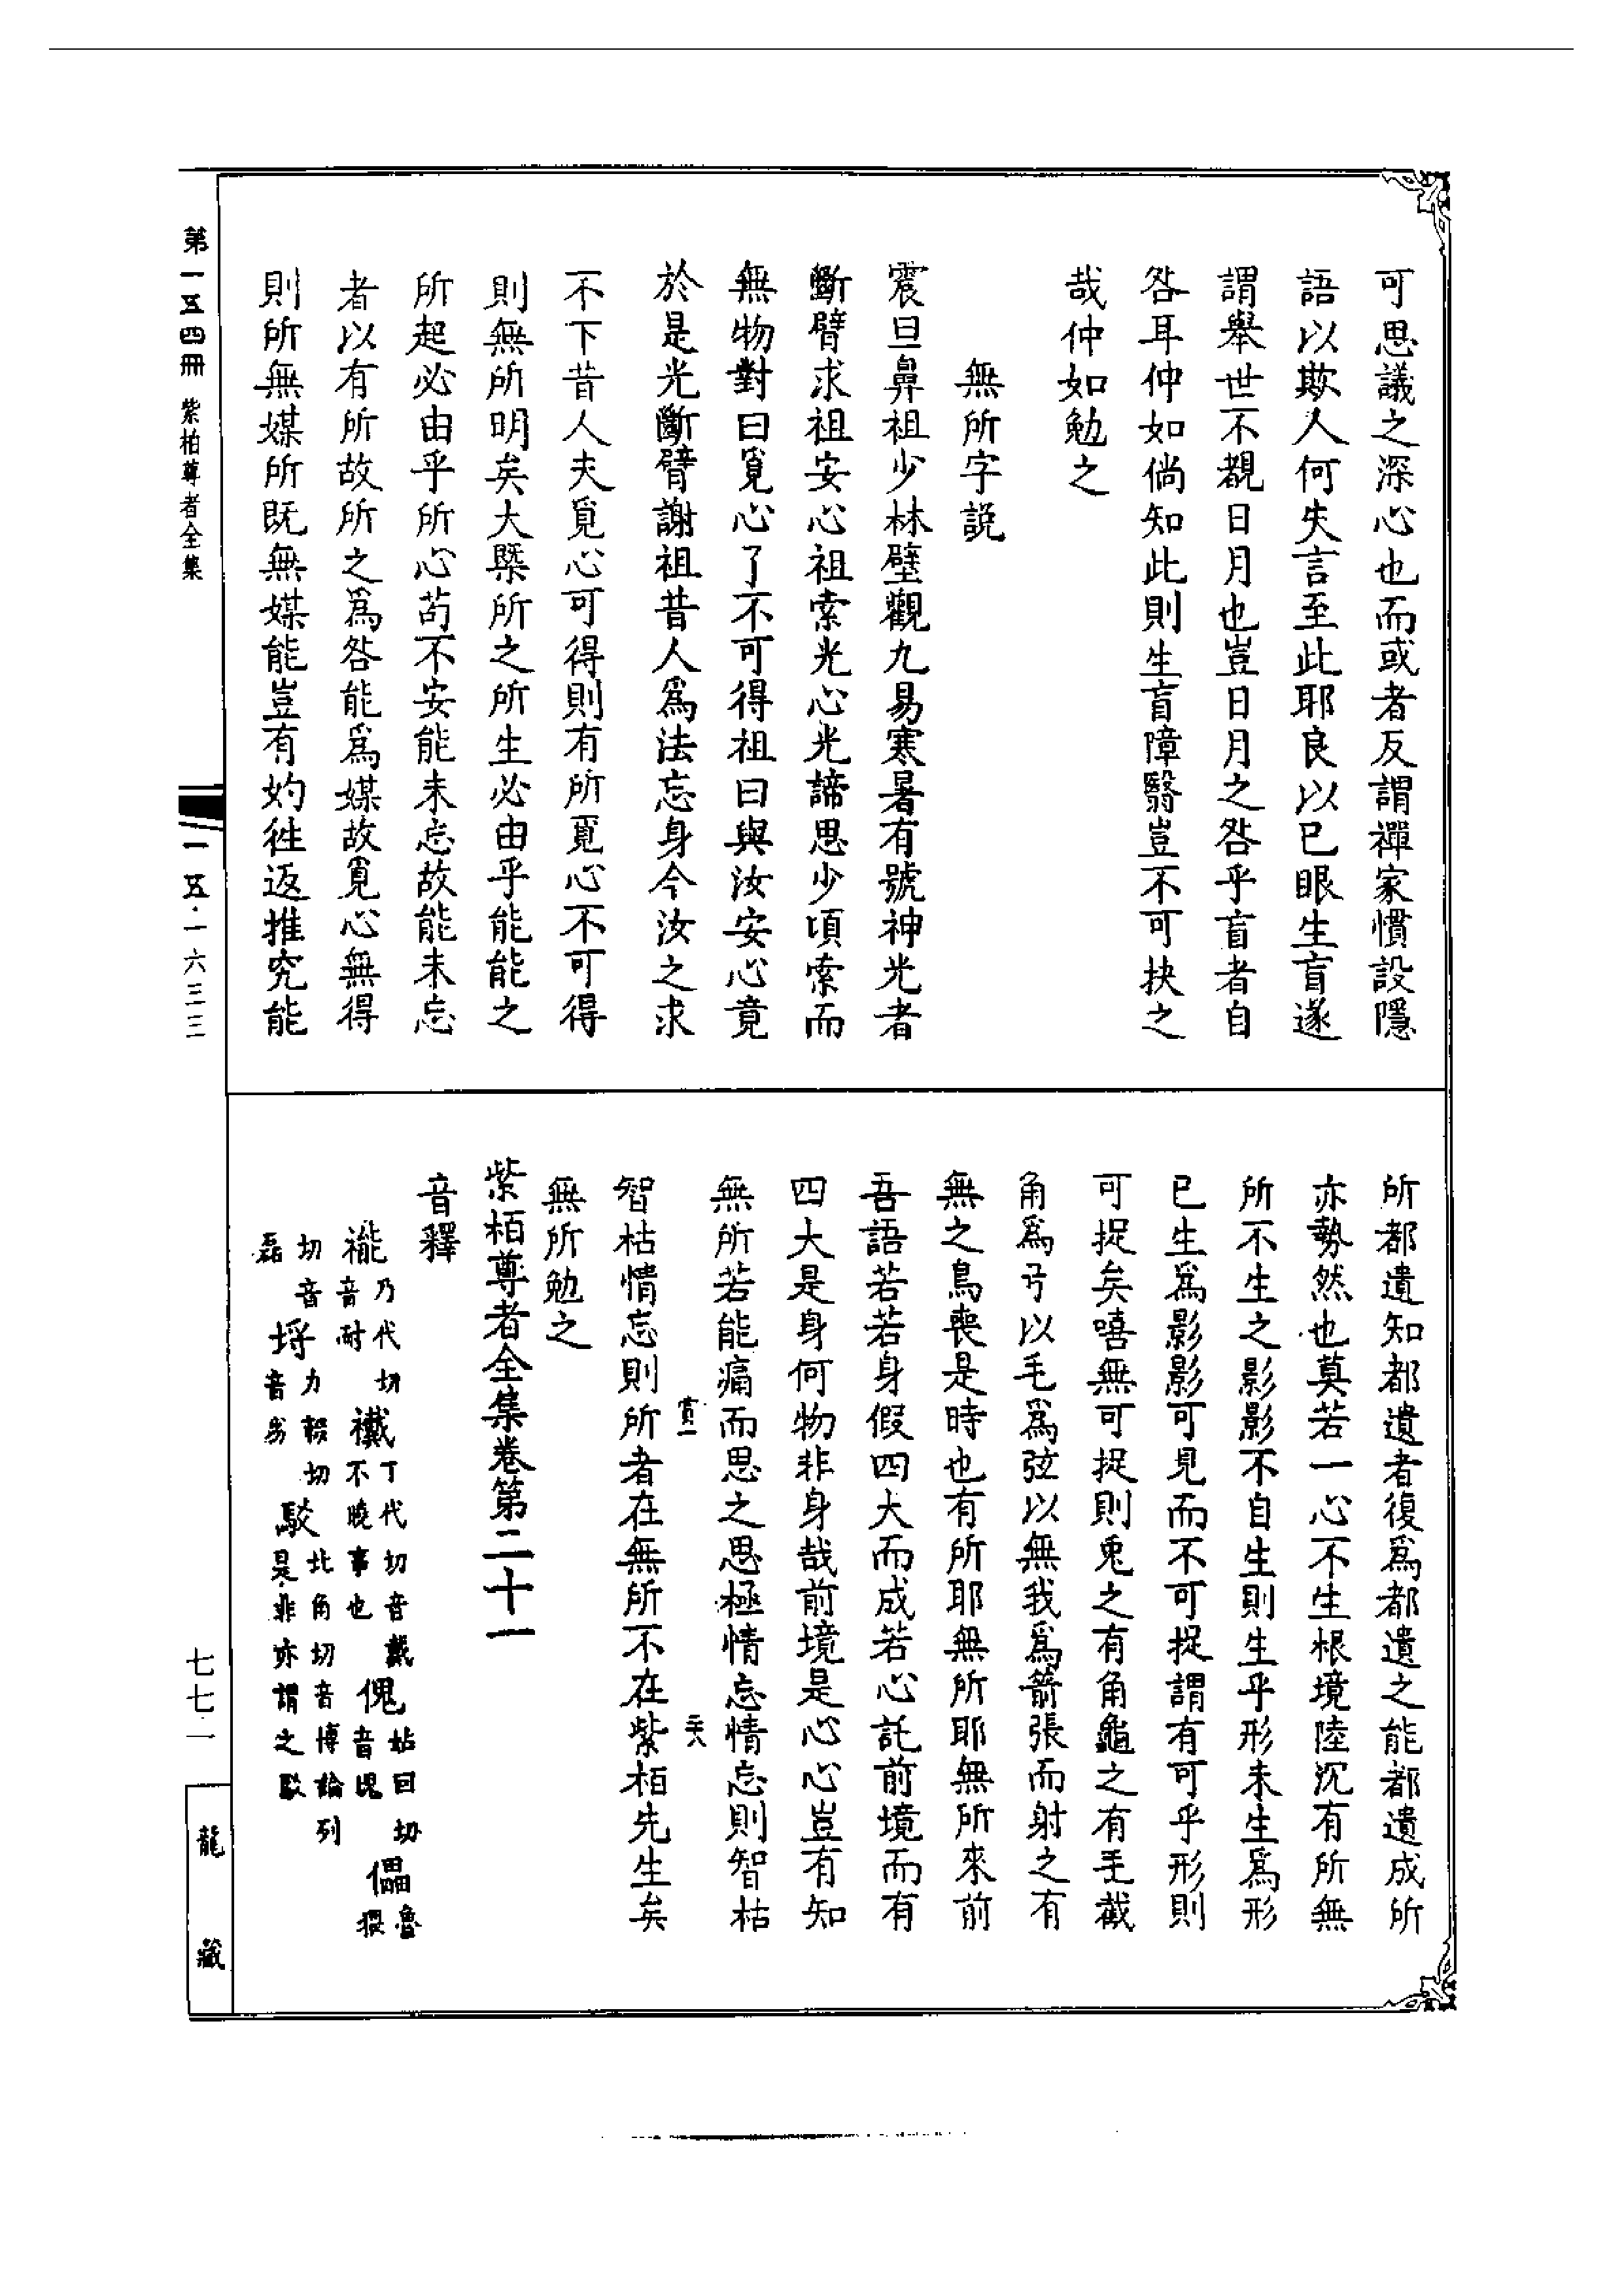 可思議之深心也而或者反謂禪家慣設隱
語以欺人何失言至此耶良以已眼生盲遂
謂舉世不覩日月也豈日月之咎乎盲者自
咎耳仲如倘知此則生盲障翳豈不可抉之
哉仲如勉之
無所字說
震旦鼻祖少林壁觀九易寒暑有號神光者
斷臂求祖安心祖索光心光諦思少頃索而
無物對曰覓心了不可得祖曰與汝安心竟
於是光斷臂謝祖昔人爲法忘身今汝之求
不下昔人夫覓心可得則有所覓心不可得
則無所明矣大槩所之所生必由乎能能之
所起必由乎所心苟不安能未忘故能未忘
者以有所故所之爲咎能爲媒故覓心無得
則所無媒所既無媒能豈有妁徃返推究能
所都遣知都遣者復爲都遣之能都遣成所
亦勢然也莫若一心不生根境陸沉有所無
所不生之影影不自生則生乎形未生爲形
已生爲影影可見而不可捉謂有可乎形則
可捉矣嘻無可捉則兎之有角龜之有毛截
角爲弓以毛爲弦以無我爲箭張而射之有
無之鳥喪是時也有所耶無所耶無所來前
吾語若若身假四大而成若心託前境而有
四大是身何物非身哉前境是心心豈有知
無所若能痛而思之思極情忘情忘則智枯
智枯情忘則所者在無所不在紫栢先生矣
無所勉之
紫栢尊者全集卷第二十一
音釋
褦乃代切音耐 襶丁代切音戴不曉事也 傀姑回切音瑰 儡魯猥
切音磊 埒力輟切音劣 駁北角切音博論列是非亦謂之駁
第一五四冊 紫柏尊者全集
一五·一六三三
七七一
龍藏